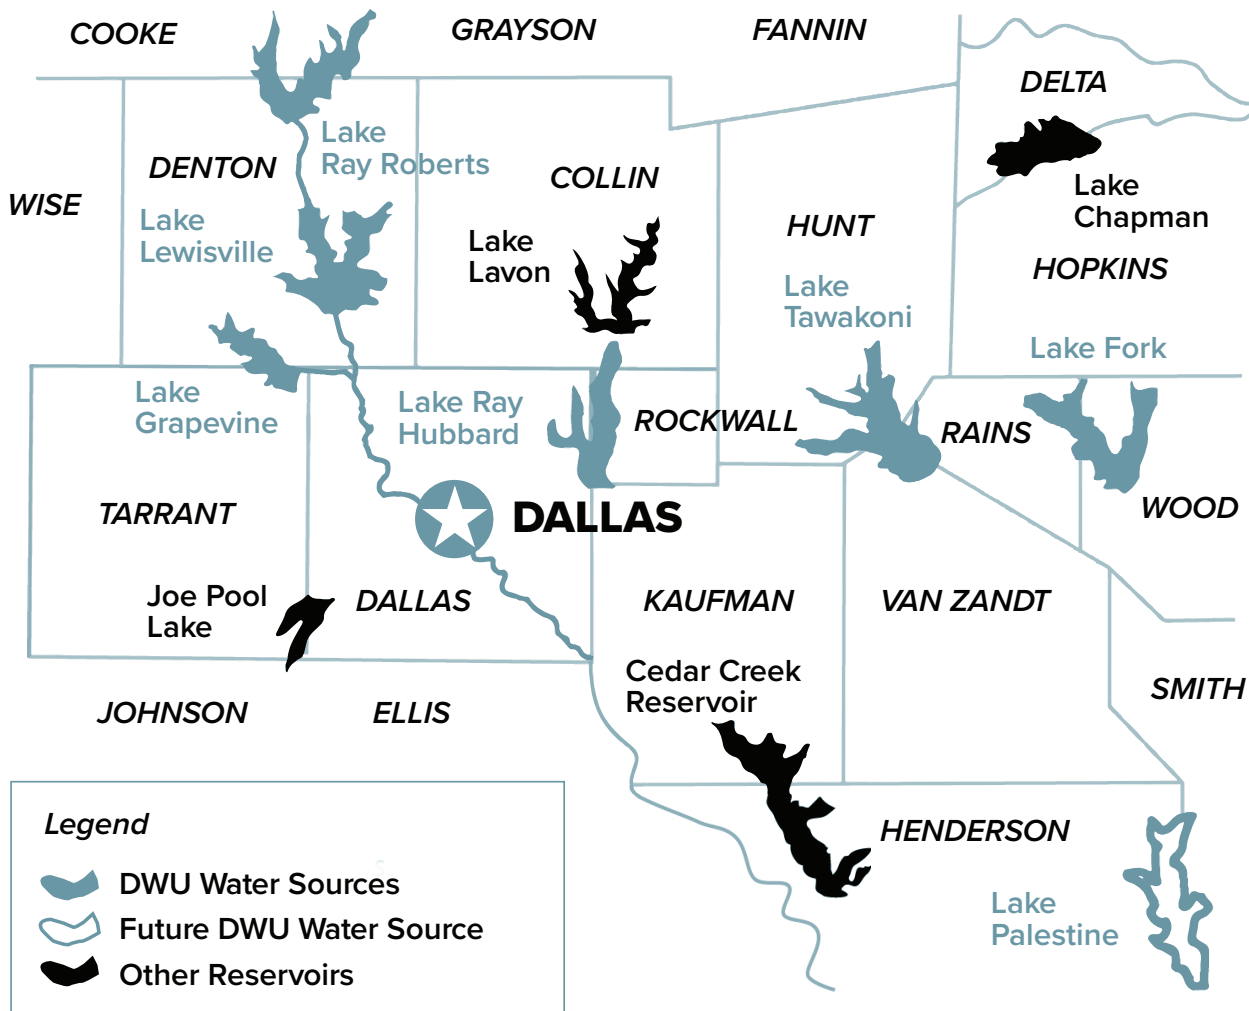 COOKE
GRAYSON
FANNIN
DELTA
Lake
Ray Roberts
DENTON
COLLIN
WISE
Lake
Chapman
Lake
Lewisville
HUNT
Lake
Lavon
HOPKINS
Lake
Tawakoni
Lake Fork
Lake
Grapevine
Lake Ray
Hubbard
ROCKWALL
RAINS
TARRANT
DALLAS
WOOD
Joe Pool
Lake
DALLAS
KAUFMAN
VAN ZANDT
Cedar Creek
Reservoir
SMITH
JOHNSON
ELLIS
HENDERSON
Lake
Palestine
Legend
DWU Water Sources
Future DWU Water Source
Other Reservoirs